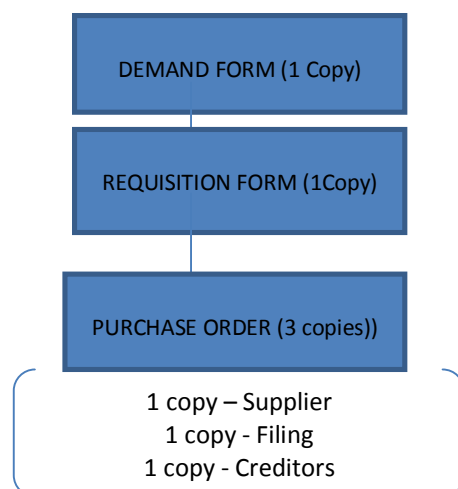 DEMAND FORM (1 Copy)
REQUISITION FORM (1Copy)
PURCHASE ORDER (3 copies))
1 copy – Supplier
1 copy - Filing
1 copy - Creditors